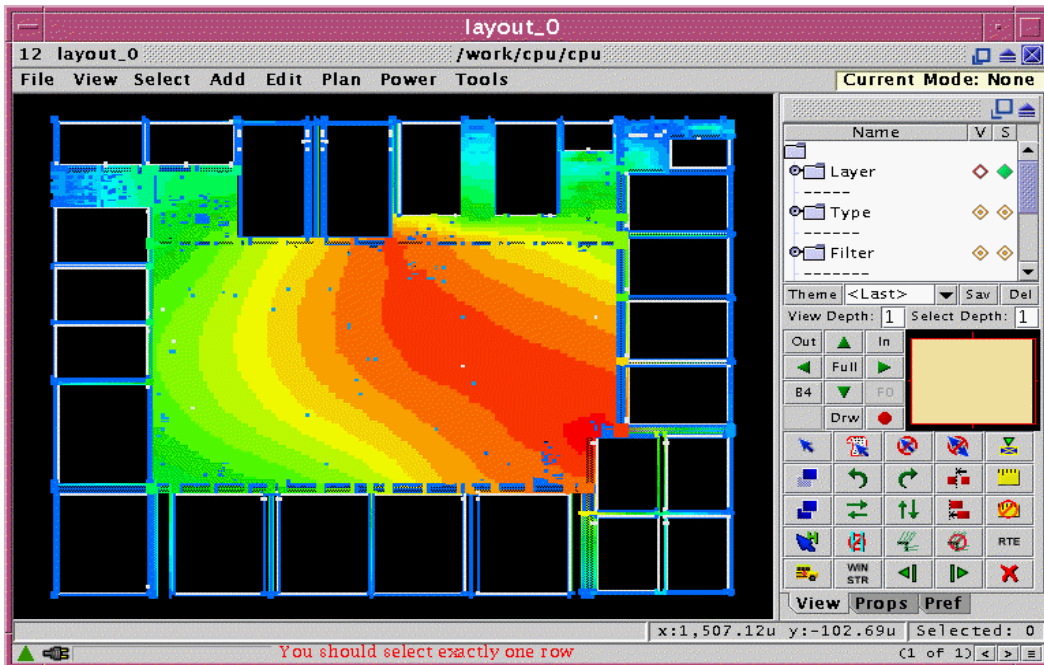 layout_0
12 layout_0 /work/cpu/cpu
File View Select Add Edit Plan Power Tools Current Mode: None
Name V S
Layer
-----
Type
------
Filter
-------
Theme <Last> Sav Del
View Depth: 1 Select Depth: 1
Out In
Full
B4 F0
Drw
RTE
WIN
STR
View Props Pref
x:1,507.12u y:-102.69u Selected: 0
You should select exactly one row (1 of 1) < > ≡